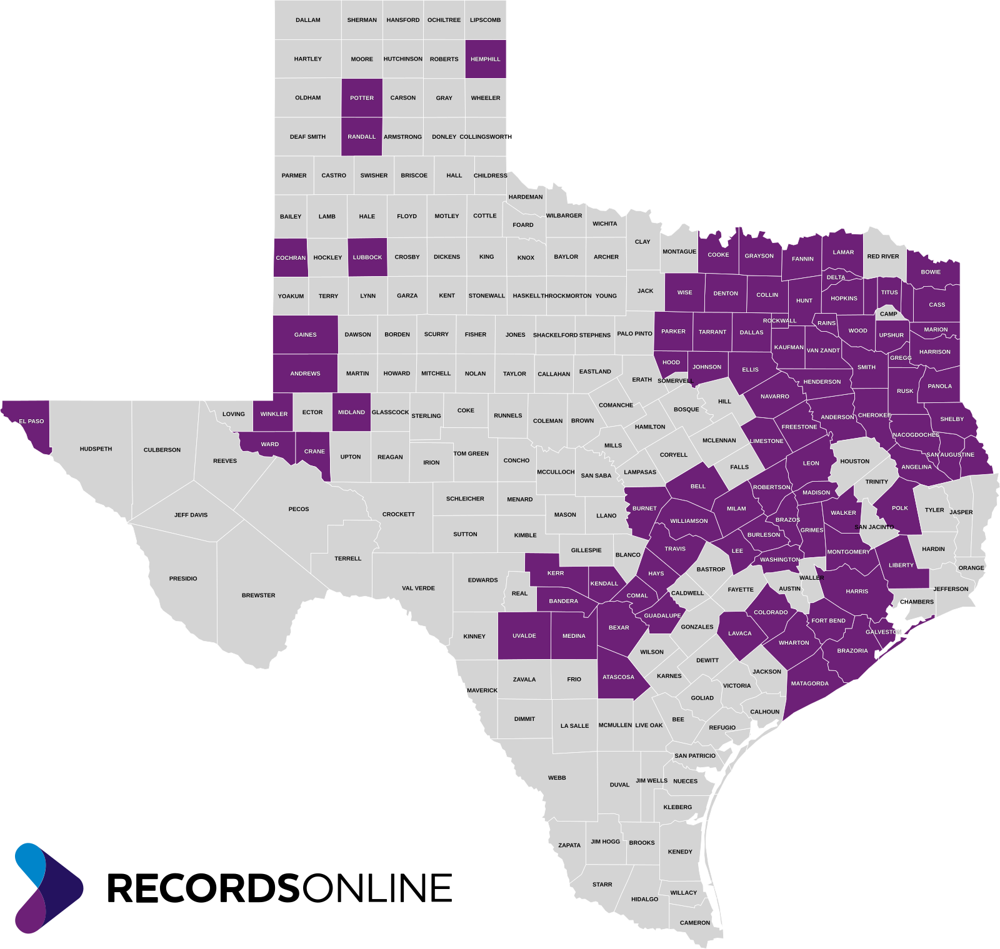 DALLAM SHERMAN HANSFORD OCHILTREE LIPSCOMB
HARTLEY MOORE HUTCHINSON ROBERTS HEMPHILL
OLDHAM POTTER CARSON GRAY WHEELER
DEAF SMITH RANDALL ARMSTRONG DONLEY COLLINGSWORTH
PARMER CASTRO SWISHER BRISCOE HALL CHILDRESS
HARDEMAN
BAILEY LAMB HALE FLOYD MOTLEY COTTLE FOARD WILBARGER WICHITA
CLAY MONTAGUE COOKE GRAYSON FANNIN LAMAR RED RIVER BOWIE
COCHRAN HOCKLEY LUBBOCK CROSBY DICKENS KING KNOX BAYLOR ARCHER
DELTA
YOAKUM TERRY LYNN GARZA KENT STONEWALL HASKELL THROCKMORTON YOUNG JACK WISE DENTON COLLIN HUNT HOPKINS TITUS CASS
CAMP
GAINES DAWSON BORDEN SCURRY FISHER JONES SHACKELFORD STEPHENS PALO PINTO PARKER TARRANT DALLAS ROCKWALL RAINS WOOD UPSHUR MARION
KAUFMAN VAN ZANDT GREGG HARRISON
ANDREWS MARTIN HOWARD MITCHELL NOLAN TAYLOR CALLAHAN EASTLAND ERATH HOOD SOMERVELL JOHNSON ELLIS HENDERSON SMITH RUSK PANOLA
EL PASO HUDSPETH CULBERSON LOVING WINKLER ECTOR MIDLAND GLASSCOCK STERLING COKE RUNNELS COLEMAN BROWN COMANCHE HAMILTON BOSQUE HILL NAVARRO FREESTONE ANDERSON CHEROKEE NACOGDOCHES SHELBY
REEVES WARD CRANE UPTON REAGAN IRION TOM GREEN CONCHO MCCULLOCH SAN SABA MILLS LAMPASAS CORYELL MCLENNAN FALLS LIMESTONE LEON HOUSTON ANGELINA SAN AUGUSTINE
TRINITY
JEFF DAVIS PECOS CROCKETT SCHLEICHER MENARD MASON LLANO BURNET BELL MILAM ROBERTSON MADISON WALKER POLK TYLER JASPER
SUTTON KIMBLE WILLIAMSON BURLESON BRAZOS GRIMES SAN JACINTO
PRESIDIO BREWSTER TERRELL VAL VERDE EDWARDS GILLESPIE BLANCO TRAVIS LEE WASHINGTON MONTGOMERY LIBERTY HARDIN ORANGE
REAL KERR KENDALL HAYS BASTROP FAYETTE AUSTIN WALLER HARRIS CHAMBERS JEFFERSON
BANDERA COMAL CALDWELL
KINNEY UVALDE MEDINA BEXAR GUADALUPE GONZALES LAVACA COLORADO FORT BEND GALVESTON
WILSON DEWITT WHARTON BRAZORIA
MAVERICK ZAVALA FRIO ATASCOSA KARNES VICTORIA JACKSON MATAGORDA
GOLIAD
DIMMIT LA SALLE MCMULLEN LIVE OAK BEE REFUGIO CALHOUN
SAN PATRICIO
WEBB DUVAL JIM WELLS NUECES
KLEBERG
ZAPATA JIM HOGG BROOKS KENEDY
STARR HIDALGO WILLACY
CAMERON
RECORDSONLINE